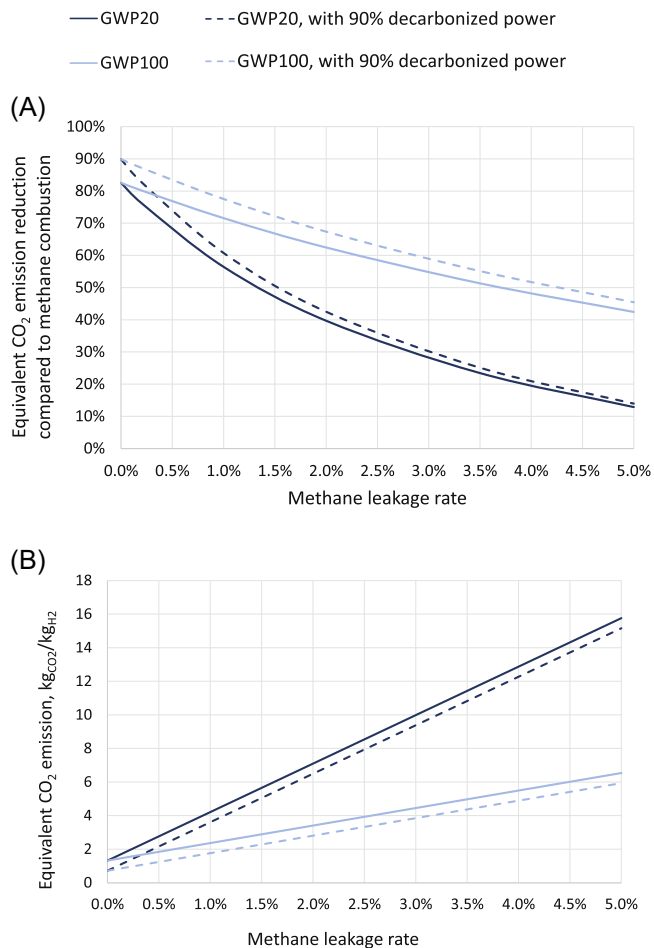 GWP20
GWP20, with 90% decarbonized power
GWP100
GWP100, with 90% decarbonized power
(A)
100%
90%
80%
70%
60%
50%
40%
30%
20%
10%
0%
Equivalent CO2 emission reduction
compared to methane combustion
0.0% 0.5% 1.0% 1.5% 2.0% 2.5% 3.0% 3.5% 4.0% 4.5% 5.0%
Methane leakage rate
(B)
18
16
14
12
10
8
6
4
2
0
Equivalent CO2 emission, kgCO2/kgH2
0.0% 0.5% 1.0% 1.5% 2.0% 2.5% 3.0% 3.5% 4.0% 4.5% 5.0%
Methane leakage rate